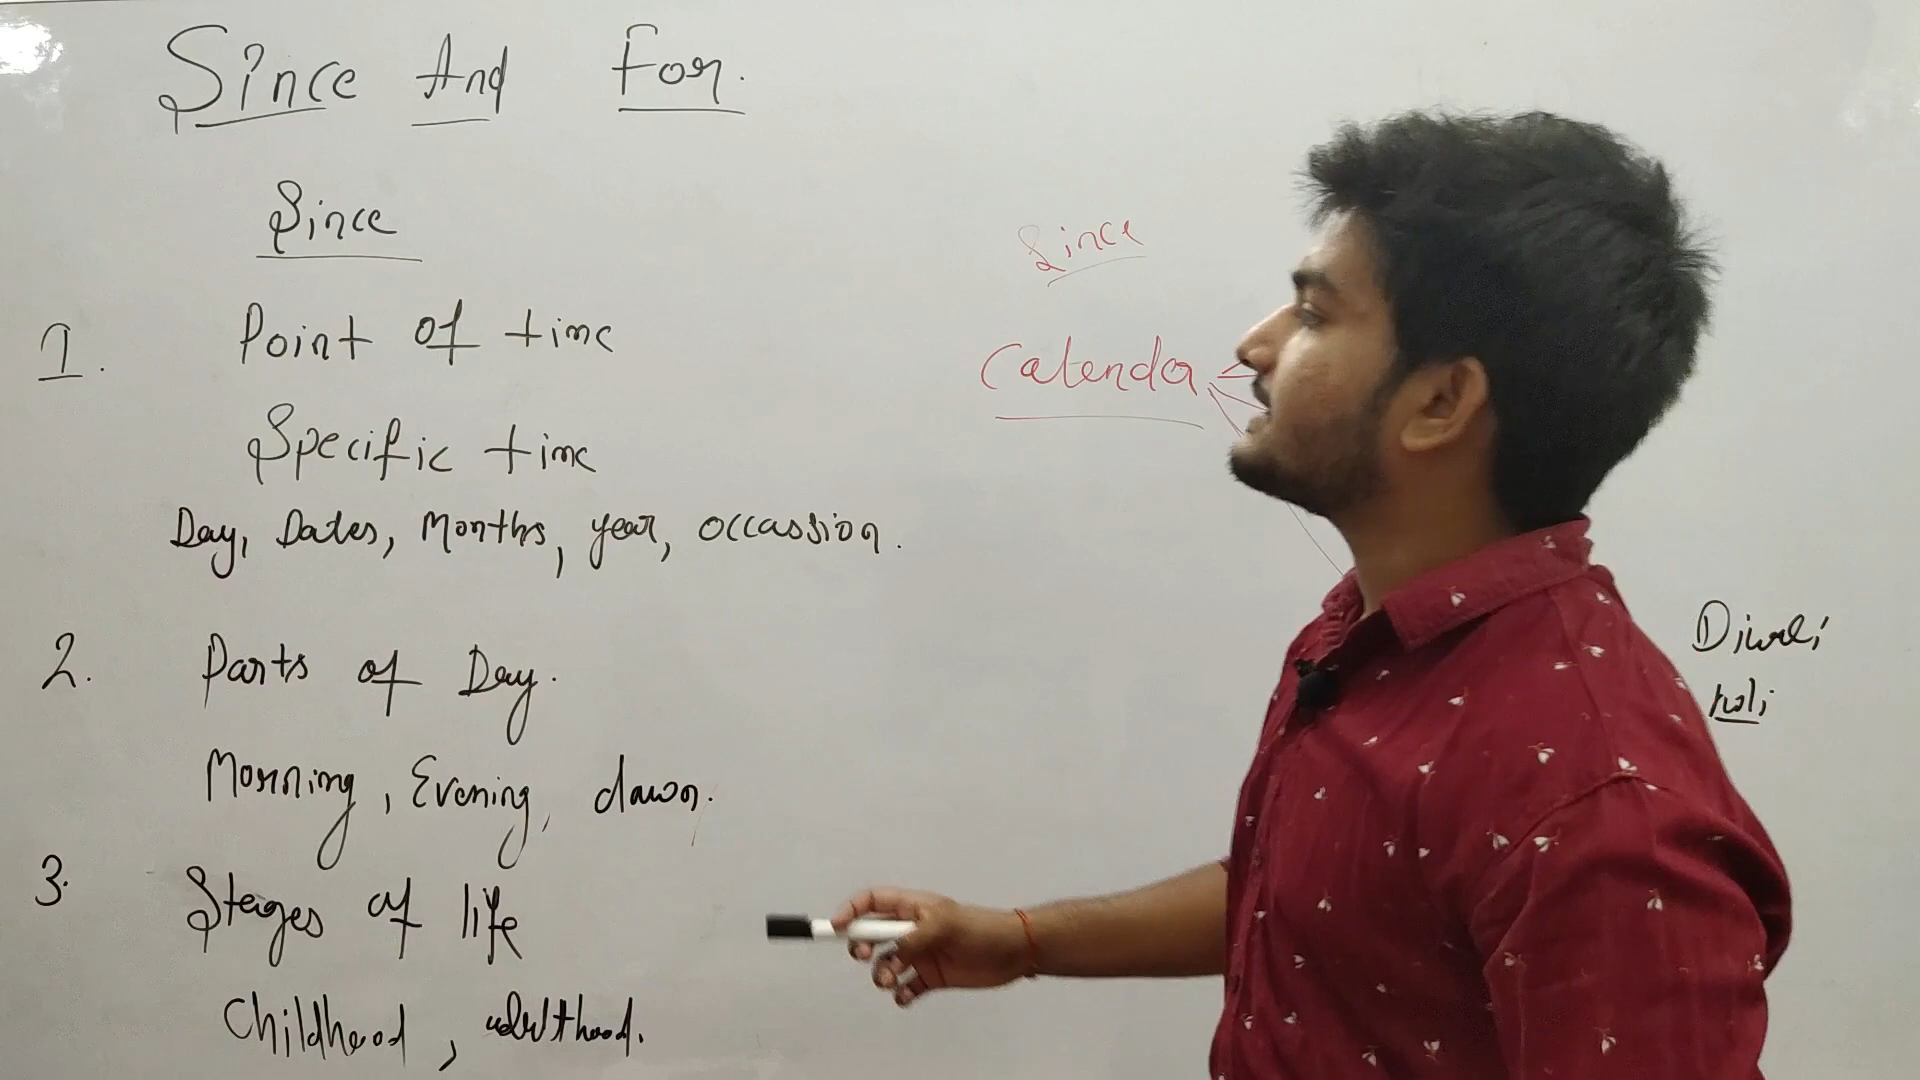 Since And For.
Since
1. Point of time
Specific time
Day, Dates, Months, year, occassion.
2. Parts of Day.
Morning, Evening, dawn.
3. Stages of life
Childhood, adulthood.
Since
Calender
Diwali
holi